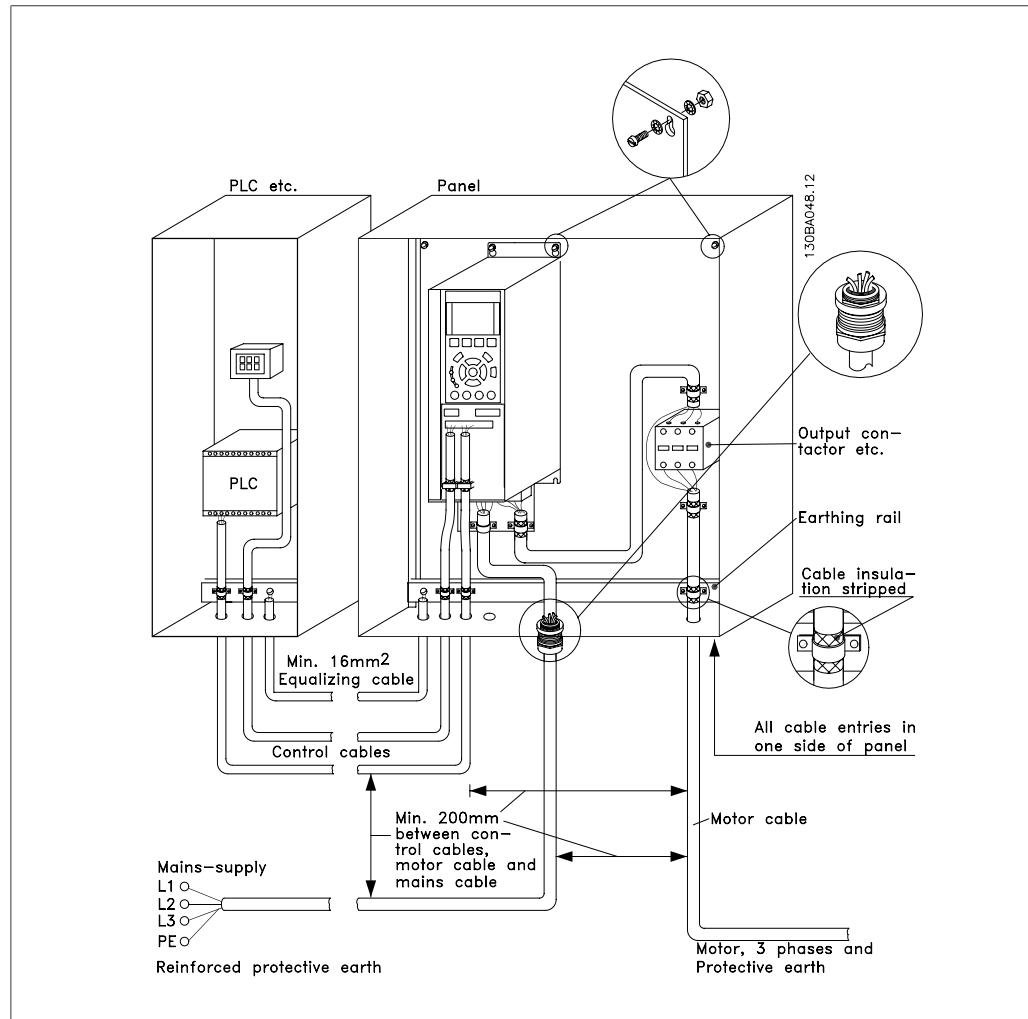 PLC etc.
Panel
130BA048.12
PLC
Output con-
tactor etc.
Earthing rail
Cable insula-
tion stripped
Min. 16mm2
Equalizing cable
Control cables
All cable entries in
one side of panel
Min. 200mm
between con-
trol cables,
motor cable and
mains cable
Motor cable
Mains-supply
L1
L2
L3
PE
Reinforced protective earth
Motor, 3 phases and
Protective earth